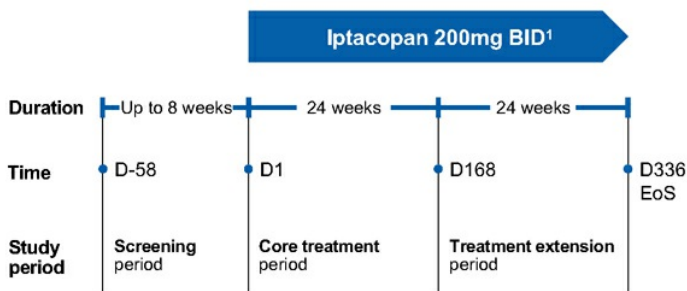 Iptacopan 200mg BID¹
Duration Up to 8 weeks 24 weeks 24 weeks
Time D-58 D1 D168 D336
EoS
Study Screening Core treatment Treatment extension
period period period period